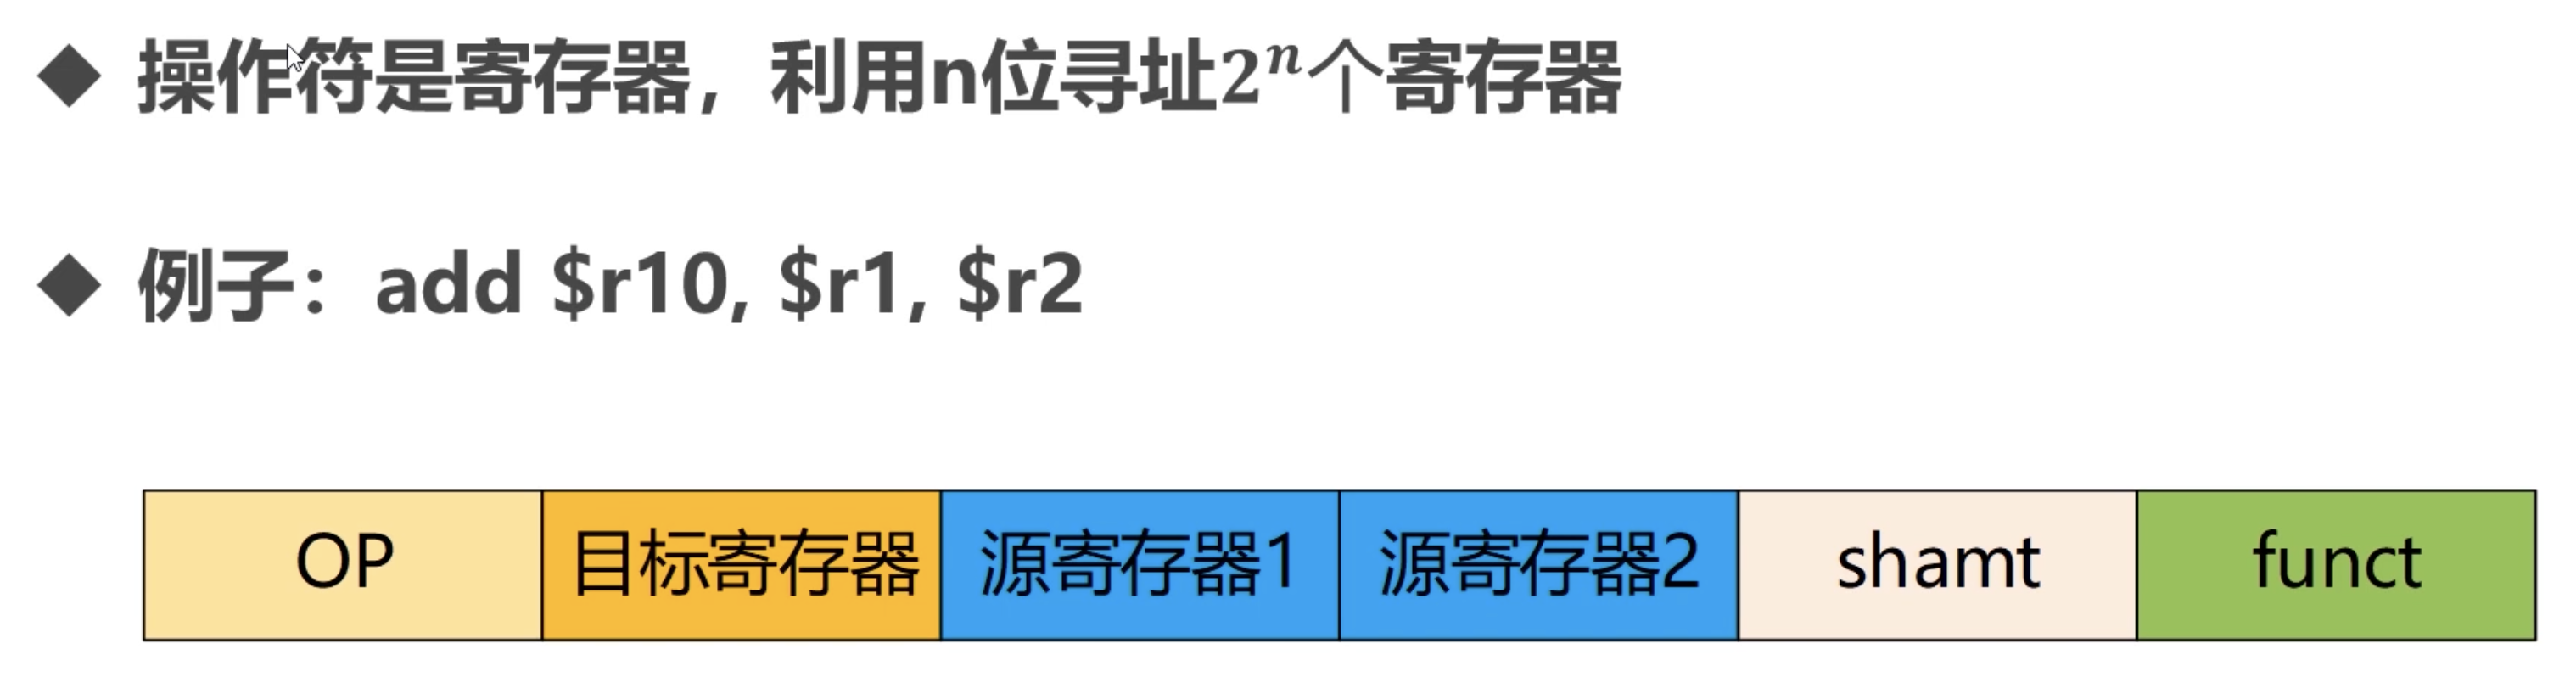 操作符是寄存器，利用n位寻址2ⁿ个寄存器
例子：add $r10, $r1, $r2
OP 目标寄存器 源寄存器1 源寄存器2 shamt funct